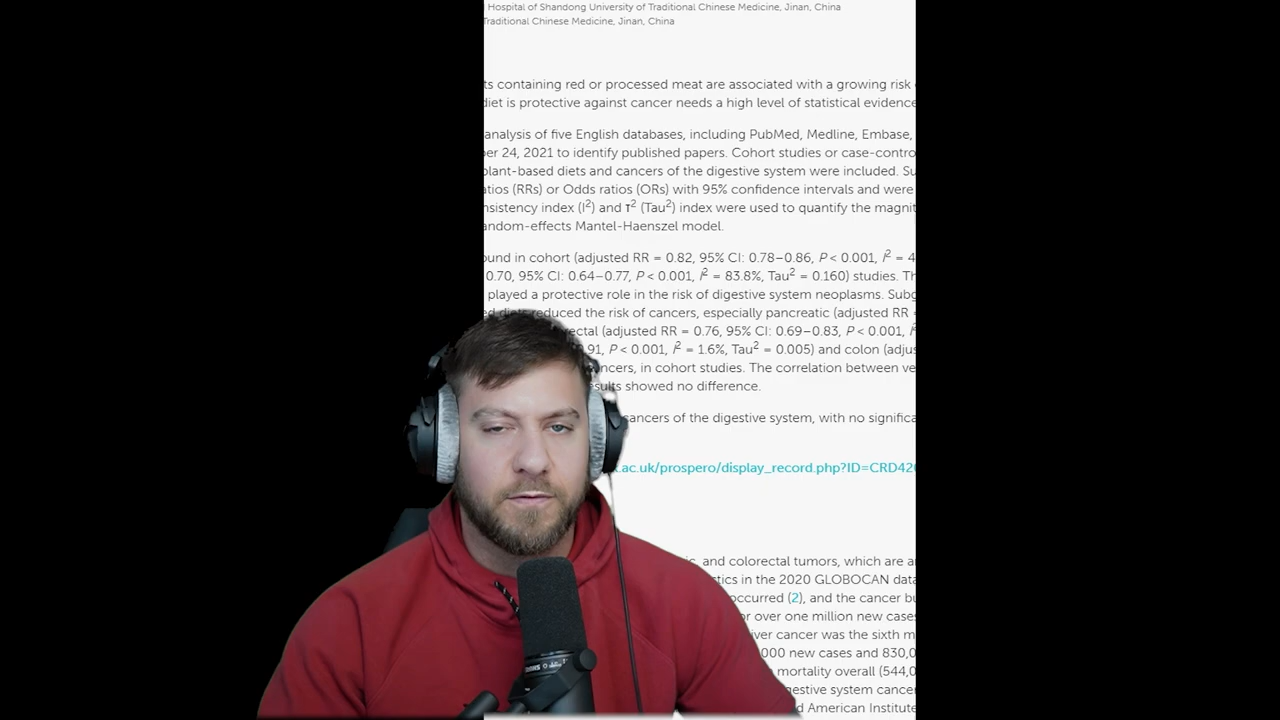 Hospital of Shandong University of Traditional Chinese Medicine, Jinan, China
Traditional Chinese Medicine, Jinan, China
ts containing red or processed meat are associated with a growing risk
diet is protective against cancer needs a high level of statistical evidence
analysis of five English databases, including PubMed, Medline, Embase,
er 24, 2021 to identify published papers. Cohort studies or case-contro
plant-based diets and cancers of the digestive system were included. Su
atios (RRs) or Odds ratios (ORs) with 95% confidence intervals and were
nsistency index (I²) and τ² (Tau²) index were used to quantify the magnit
andom-effects Mantel-Haenszel model.
ound in cohort (adjusted RR = 0.82, 95% CI: 0.78–0.86, P < 0.001, I² = 4
0.70, 95% CI: 0.64–0.77, P < 0.001, I² = 83.8%, Tau² = 0.160) studies. Th
played a protective role in the risk of digestive system neoplasms. Subg
ed diets reduced the risk of cancers, especially pancreatic (adjusted RR =
ectal (adjusted RR = 0.76, 95% CI: 0.69–0.83, P < 0.001, I²
0.91, P < 0.001, I² = 1.6%, Tau² = 0.005) and colon (adjus
ancers, in cohort studies. The correlation between ve
esults showed no difference.
cancers of the digestive system, with no significa
.ac.uk/prospero/display_record.php?ID=CRD42
ic, and colorectal tumors, which are a
stics in the 2020 GLOBOCAN data
occurred (2), and the cancer bu
or over one million new cases
iver cancer was the sixth m
000 new cases and 830,0
mortality overall (544,0
gestive system cancer
d American Institute